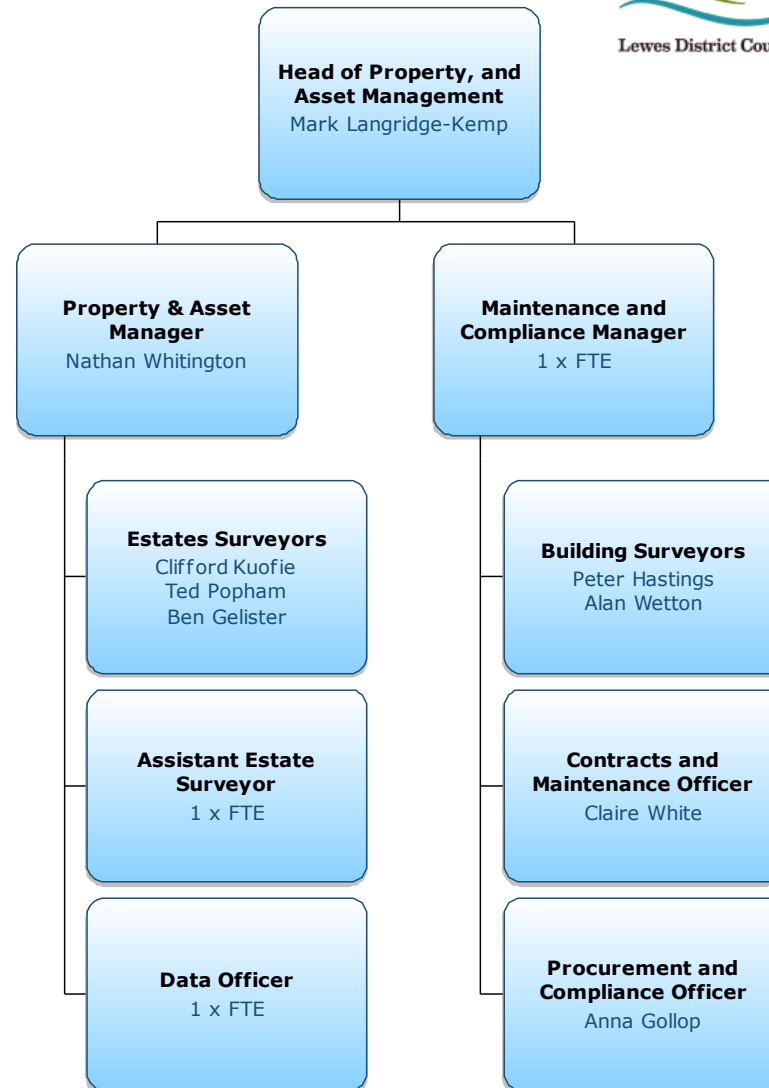 Lewes District
Head of Property, and
Asset Management
Mark Langridge-Kemp
Property & Asset
Manager
Nathan Whitington
Maintenance and
Compliance Manager
1 x FTE
Estates Surveyors
Clifford Kuofie
Ted Popham
Ben Gelister
Building Surveyors
Peter Hastings
Alan Wetton
Assistant Estate
Surveyor
1 x FTE
Contracts and
Maintenance Officer
Claire White
Data Officer
1 x FTE
Procurement and
Compliance Officer
Anna Gollop